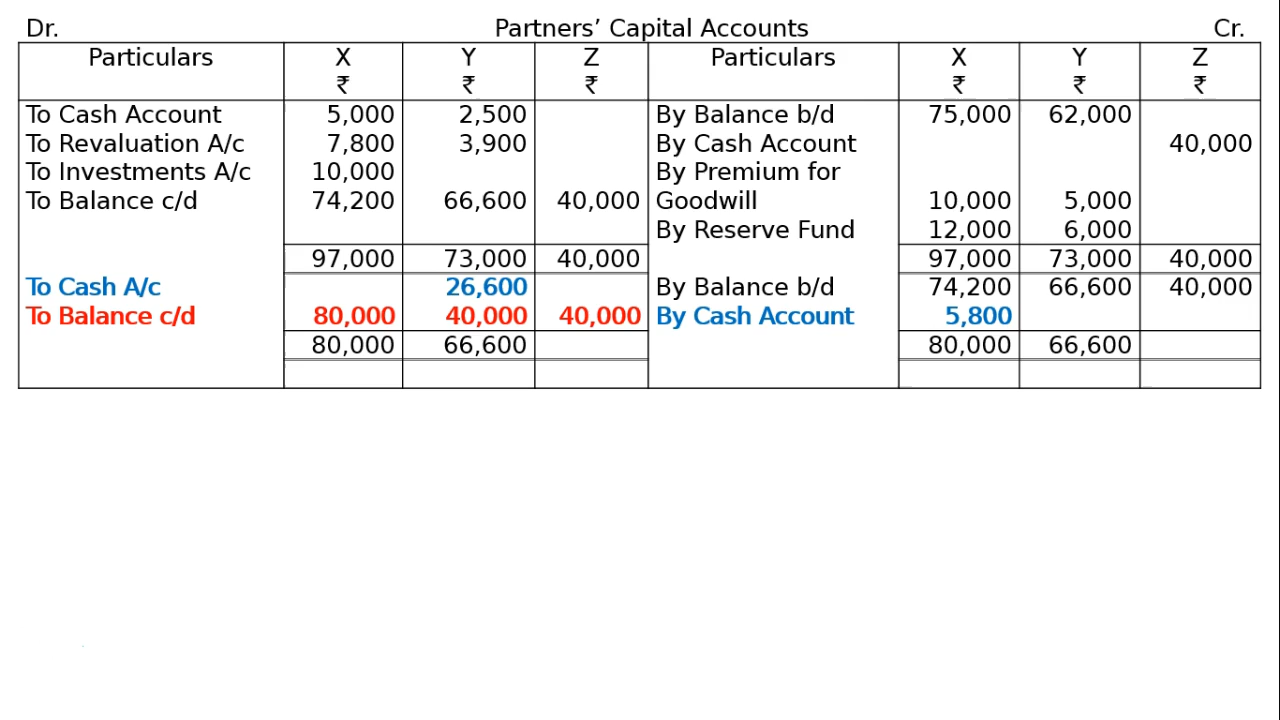 Dr. Partners’ Capital Accounts Cr.
Particulars X Y Z Particulars X Y Z
₹ ₹ ₹ ₹ ₹ ₹
To Cash Account 5,000 2,500 By Balance b/d 75,000 62,000
To Revaluation A/c 7,800 3,900 By Cash Account 40,000
To Investments A/c 10,000 By Premium for
To Balance c/d 74,200 66,600 40,000 Goodwill 10,000 5,000
By Reserve Fund 12,000 6,000
97,000 73,000 40,000 97,000 73,000 40,000
To Cash A/c 26,600 By Balance b/d 74,200 66,600 40,000
To Balance c/d 80,000 40,000 40,000 By Cash Account 5,800
80,000 66,600 80,000 66,600